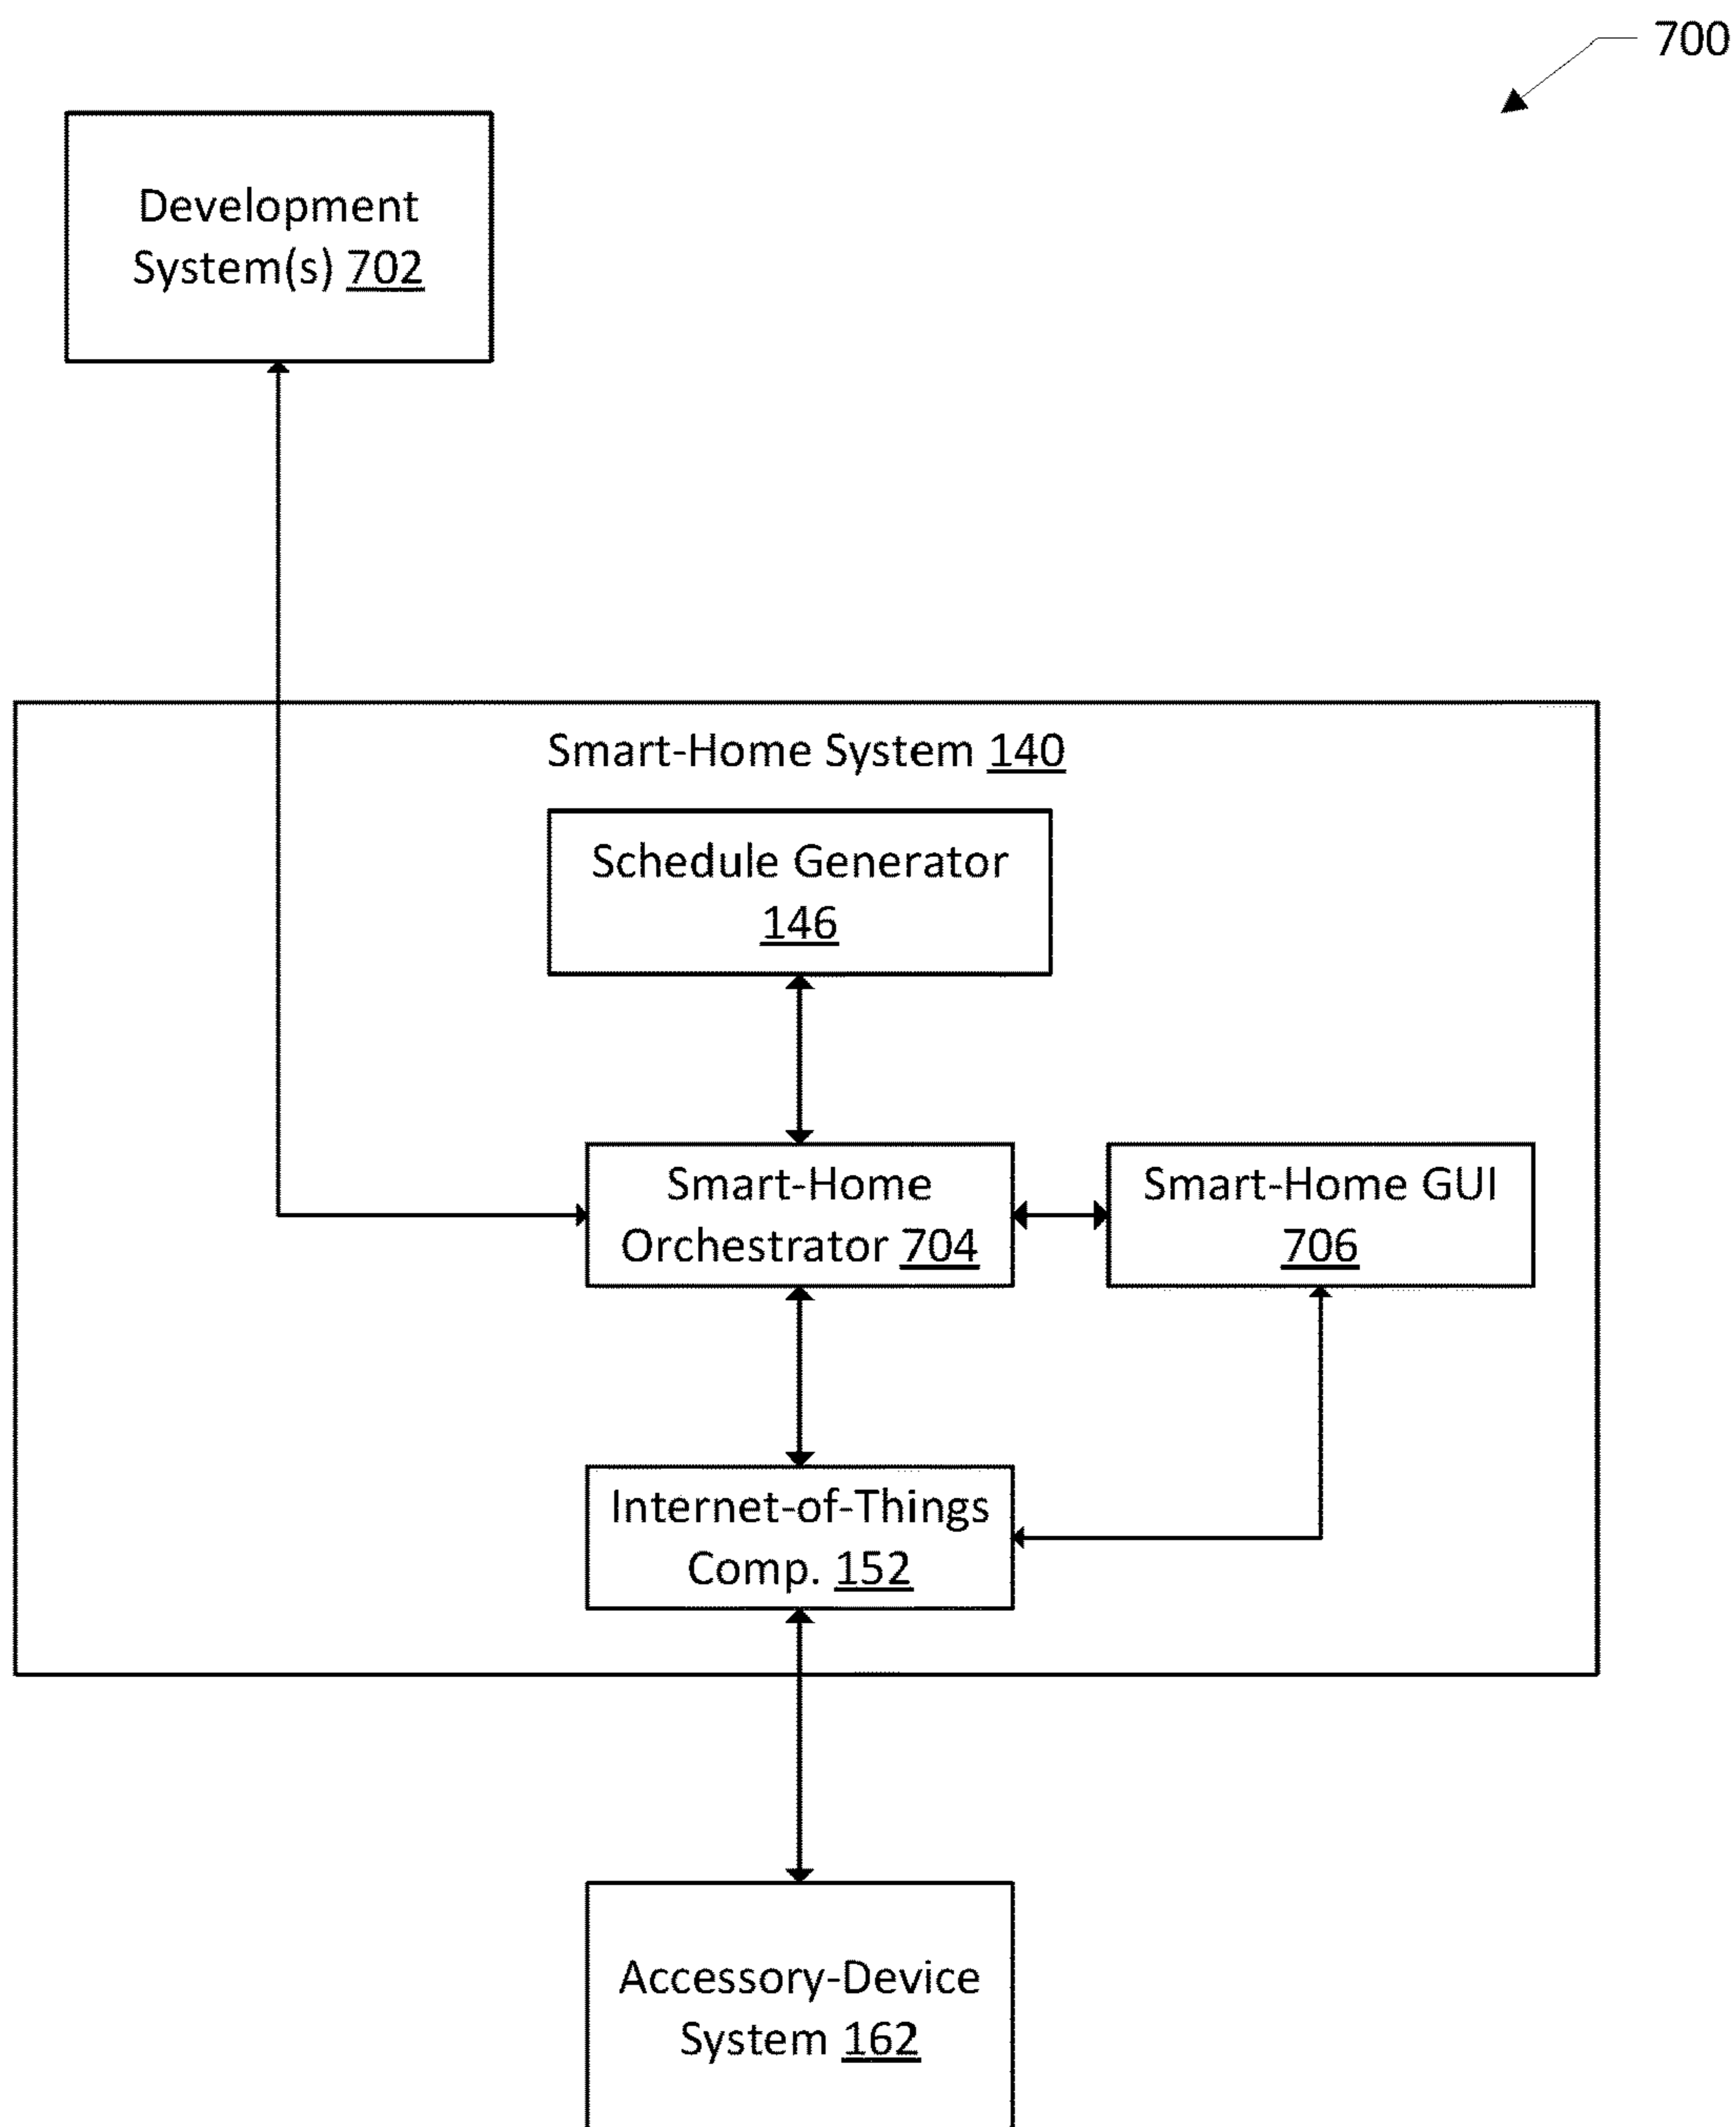 700
Development
System(s) 702
Smart-Home System 140
Schedule Generator
146
Smart-Home
Orchestrator 704
Smart-Home GUI
706
Internet-of-Things
Comp. 152
Accessory-Device
System 162